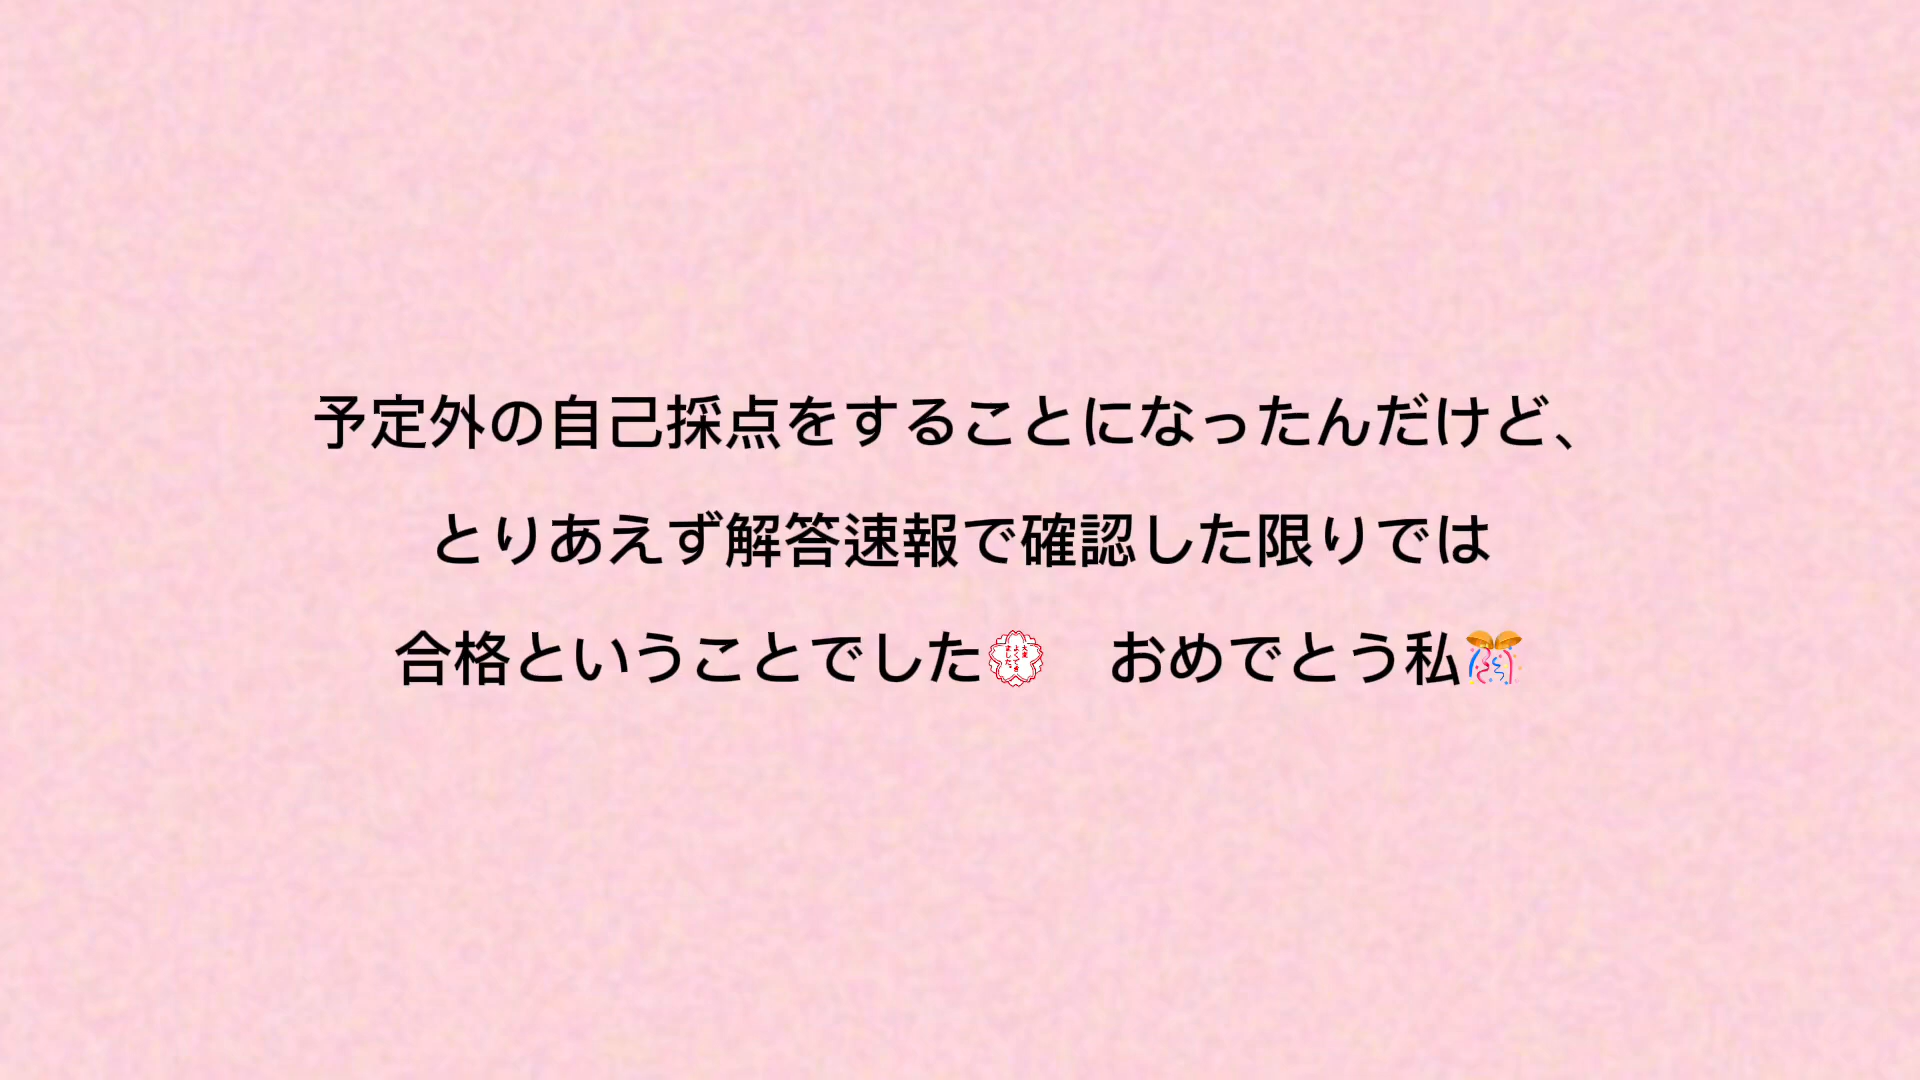 予定外の自己採点をすることになったんだけど、
とりあえず解答速報で確認した限りでは
合格ということでした💮　おめでとう私🎊